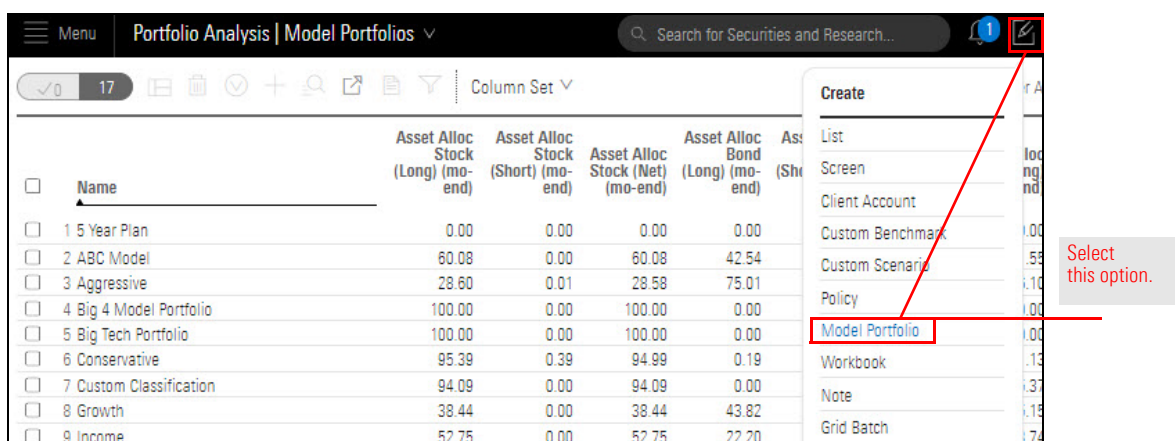 Menu Portfolio Analysis | Model Portfolios Search for Securities and Research... 1
0 17 Column Set
Create
Name
Asset Alloc Stock (Long) (mo-end)
Asset Alloc Stock (Short) (mo-end)
Asset Alloc Stock (Net) (mo-end)
Asset Alloc Bond (Long) (mo-end)
1 5 Year Plan 0.00 0.00 0.00 0.00
2 ABC Model 60.08 0.00 60.08 42.54
3 Aggressive 28.60 0.01 28.58 75.01
4 Big 4 Model Portfolio 100.00 0.00 100.00 0.00
5 Big Tech Portfolio 100.00 0.00 100.00 0.00
6 Conservative 95.39 0.39 94.99 0.19
7 Custom Classification 94.09 0.00 94.09 0.00
8 Growth 38.44 0.00 38.44 43.82
9 Income 52.75 0.00 52.75 22.20
List
Screen
Client Account
Custom Benchmark
Custom Scenario
Policy
Model Portfolio
Workbook
Note
Grid Batch
Select
this option.